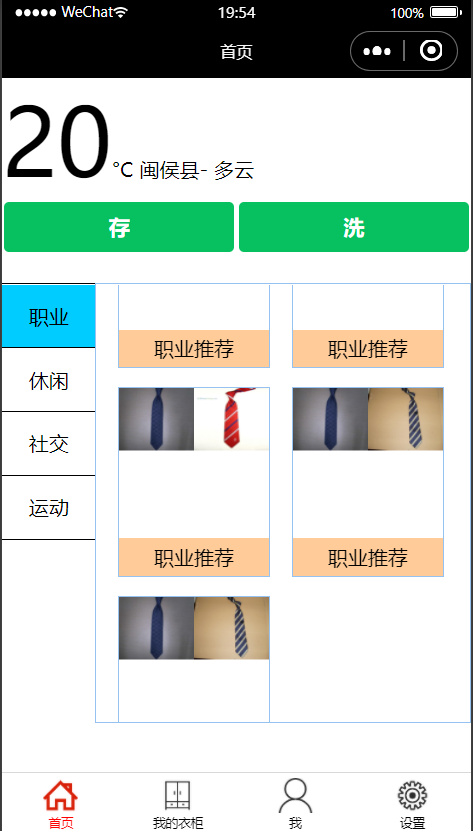 ●●●●● WeChat 19:54 100%
首页
20 ℃ 闽侯县- 多云
存 洗
职业
休闲
社交
运动
职业推荐 职业推荐
职业推荐 职业推荐
首页 我的衣柜 我 设置